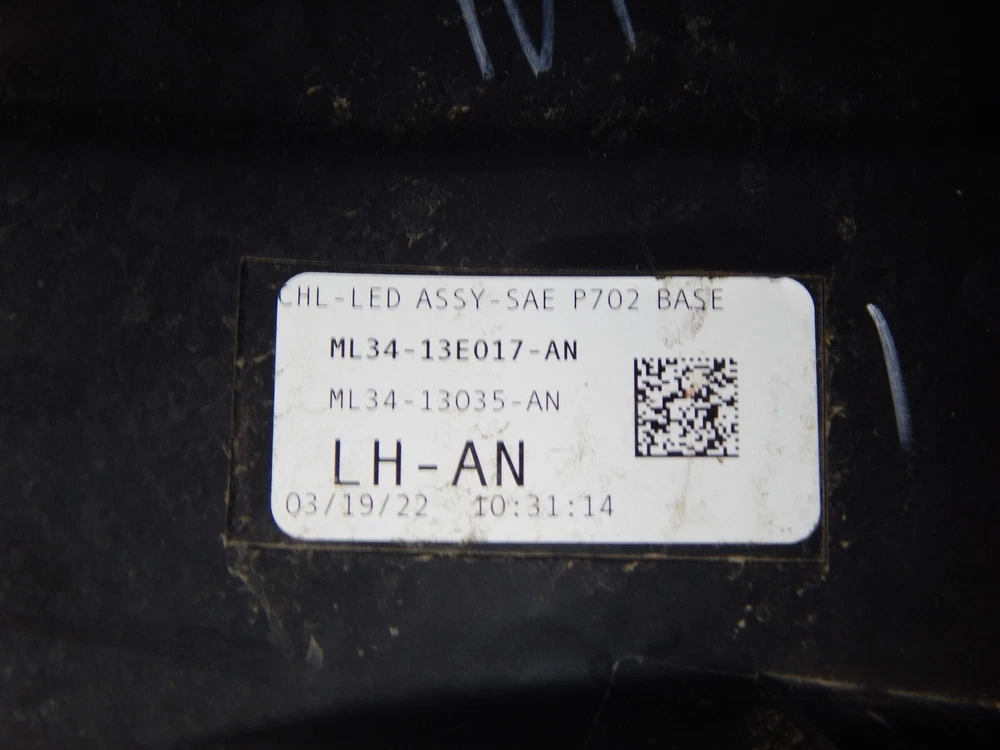 CHL-LED ASSY-SAE P702 BASE
ML34-13E017-AN
ML34-13035-AN
LH-AN
03/19/22 10:31:14